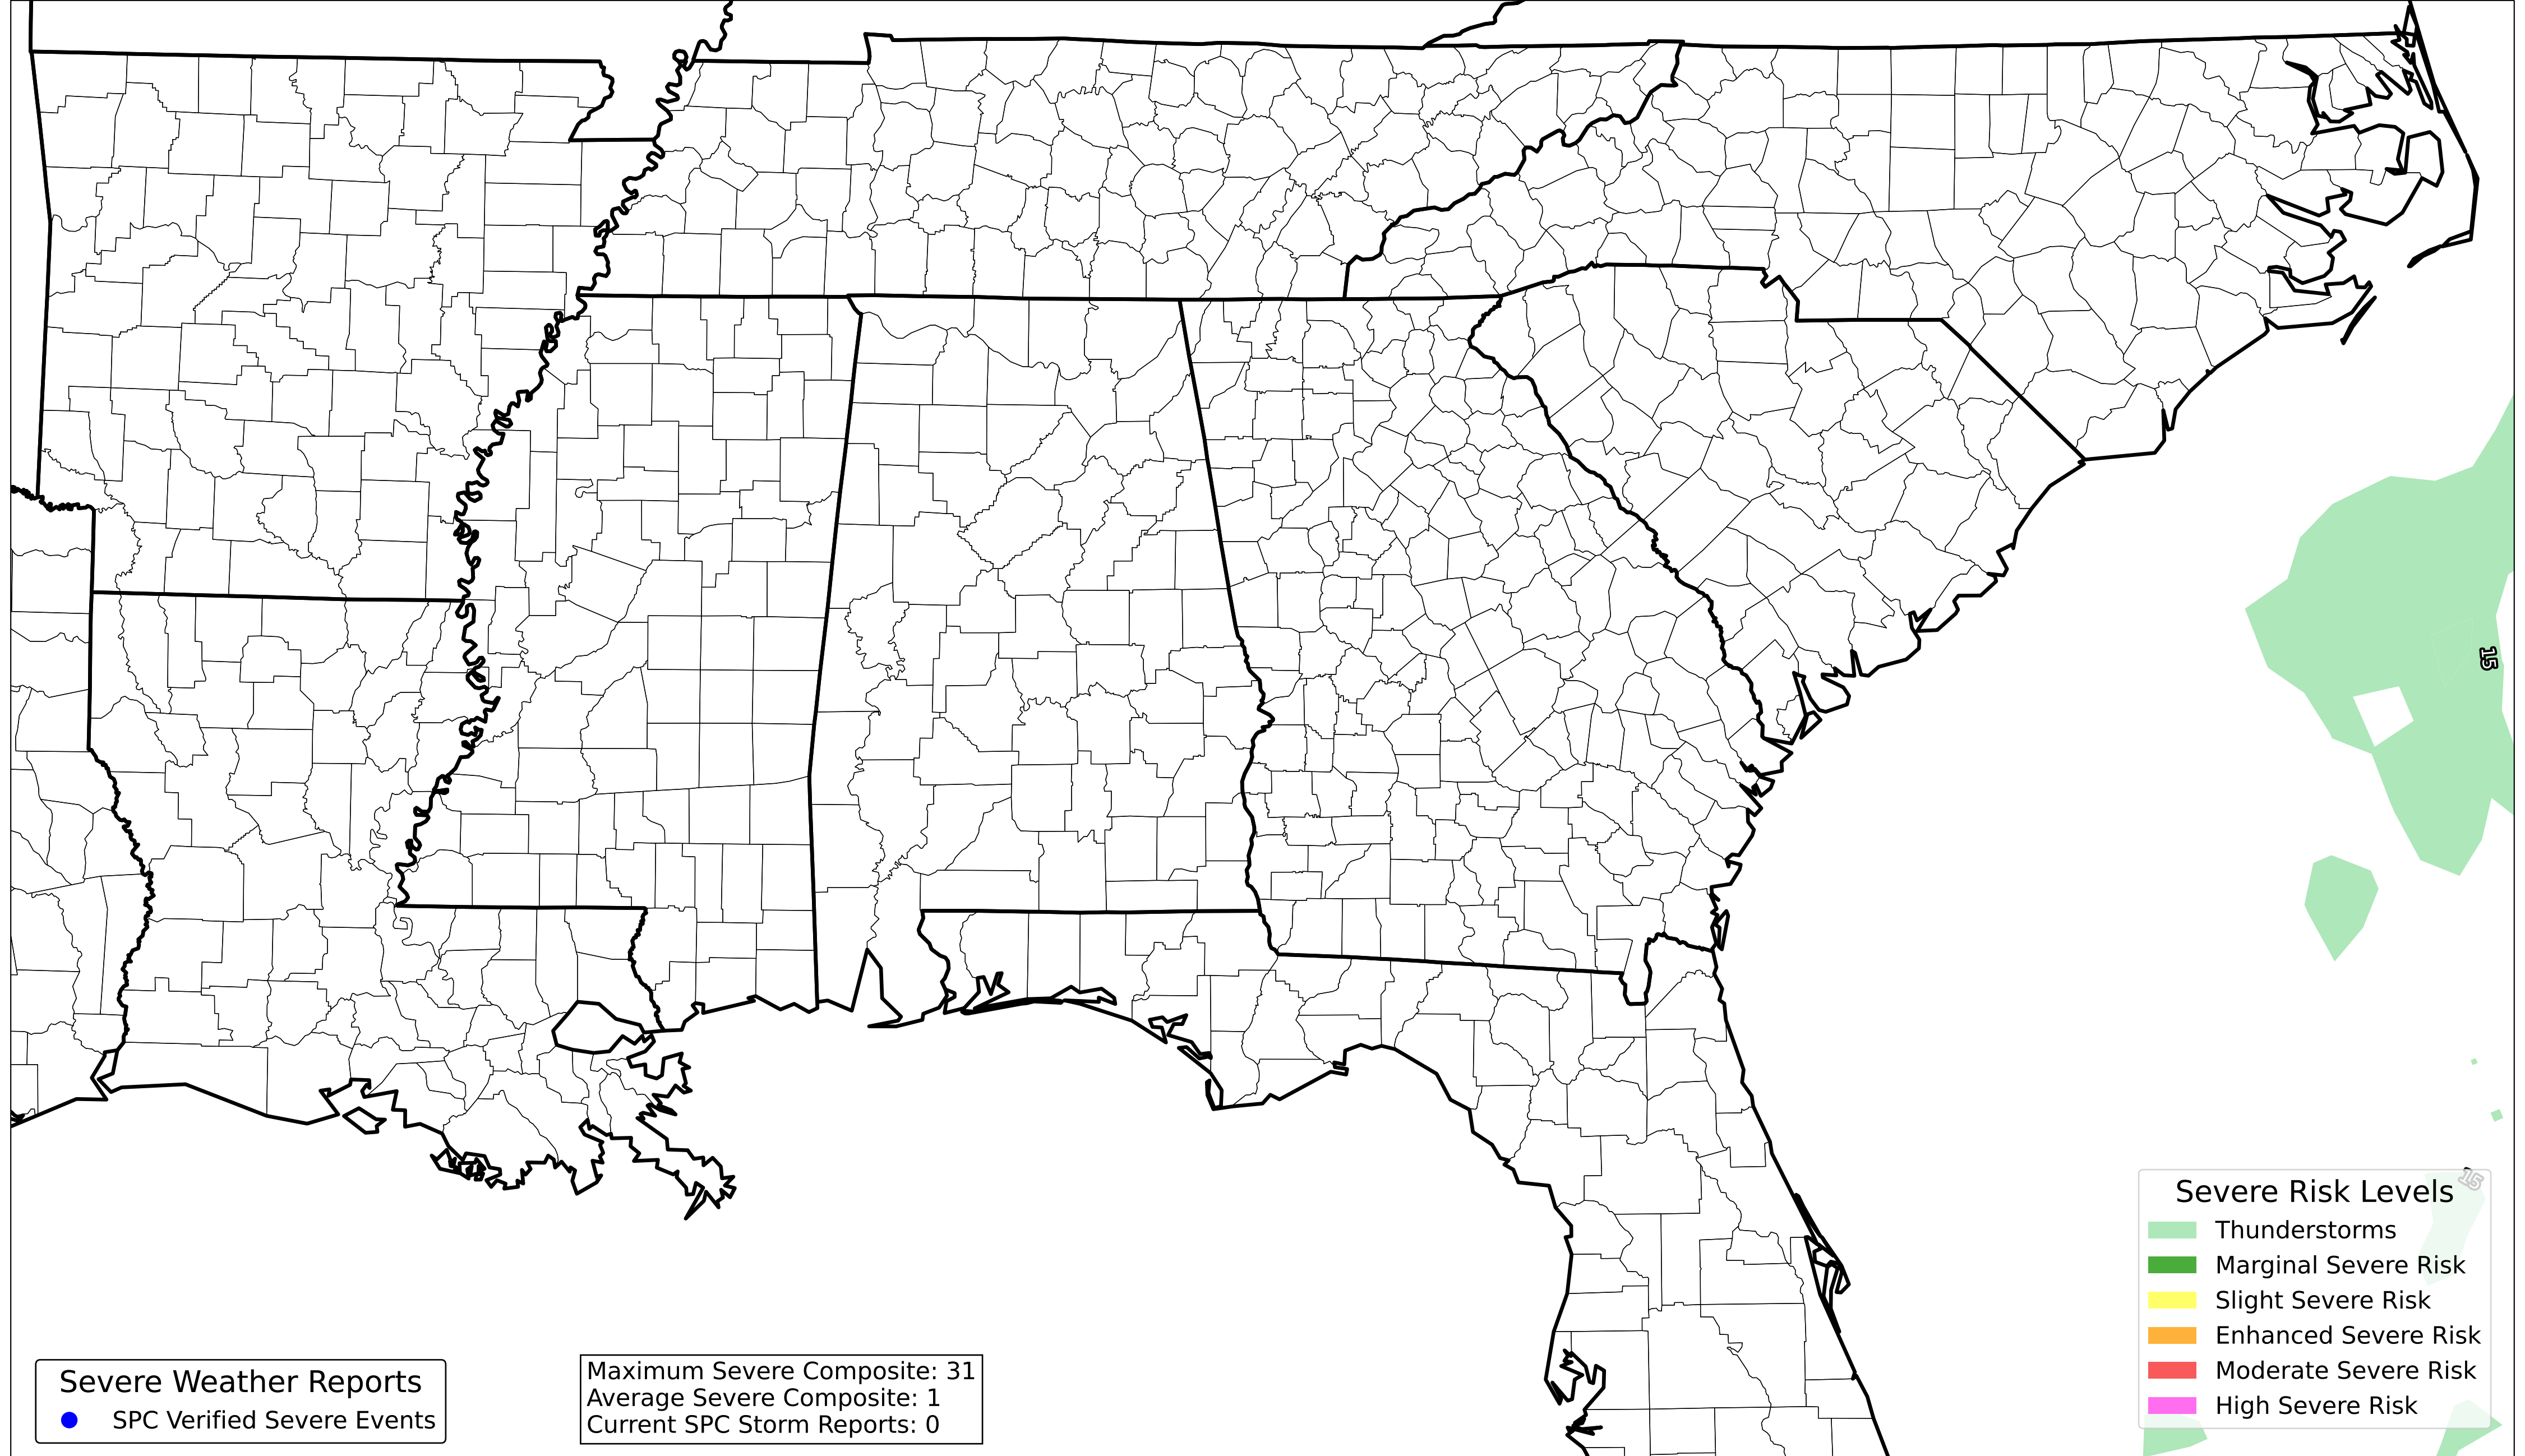 15
15
Severe Risk Levels
Thunderstorms
Marginal Severe Risk
Slight Severe Risk
Enhanced Severe Risk
Moderate Severe Risk
High Severe Risk
Severe Weather Reports
SPC Verified Severe Events
Maximum Severe Composite: 31
Average Severe Composite: 1
Current SPC Storm Reports: 0